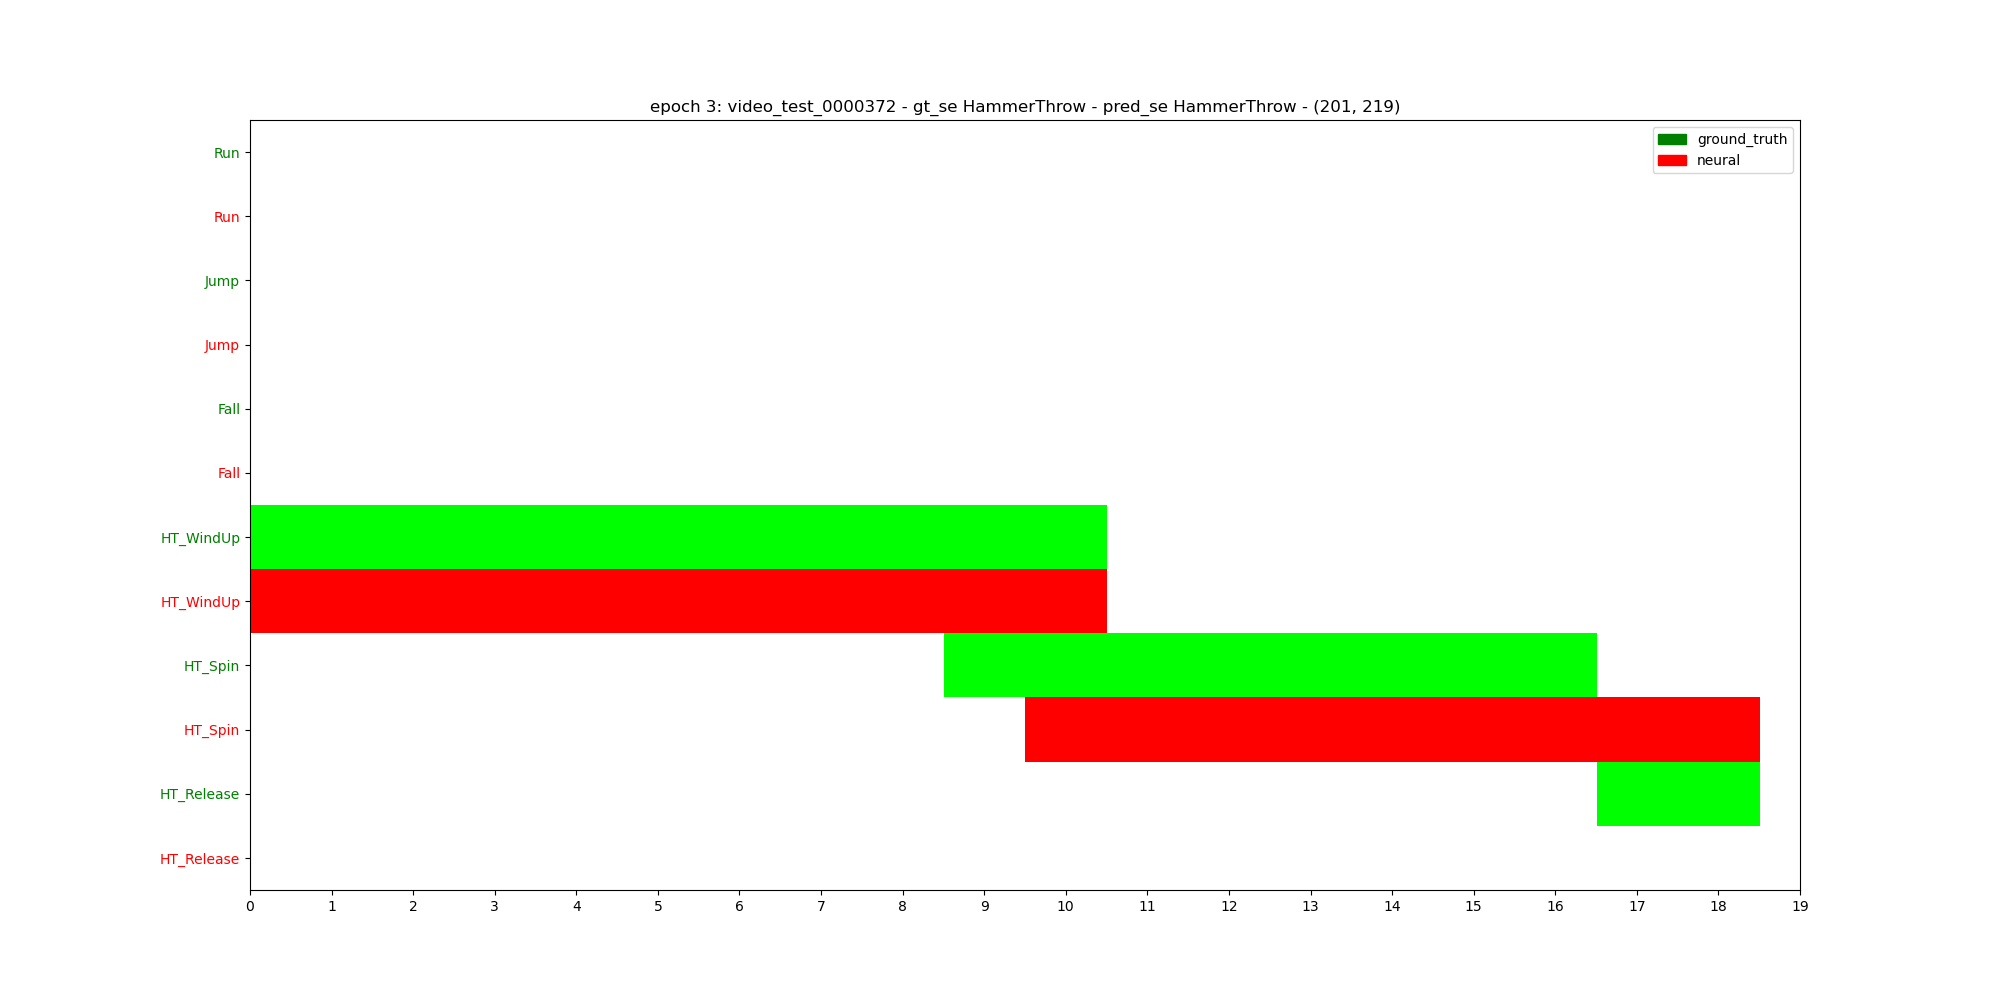 epoch 3: video_test_0000372 - gt_se HammerThrow - pred_se HammerThrow - (201, 219)
ground_truth
neural
Run
Run
Jump
Jump
Fall
Fall
HT_WindUp
HT_WindUp
HT_Spin
HT_Spin
HT_Release
HT_Release
0 1 2 3 4 5 6 7 8 9 10 11 12 13 14 15 16 17 18 19